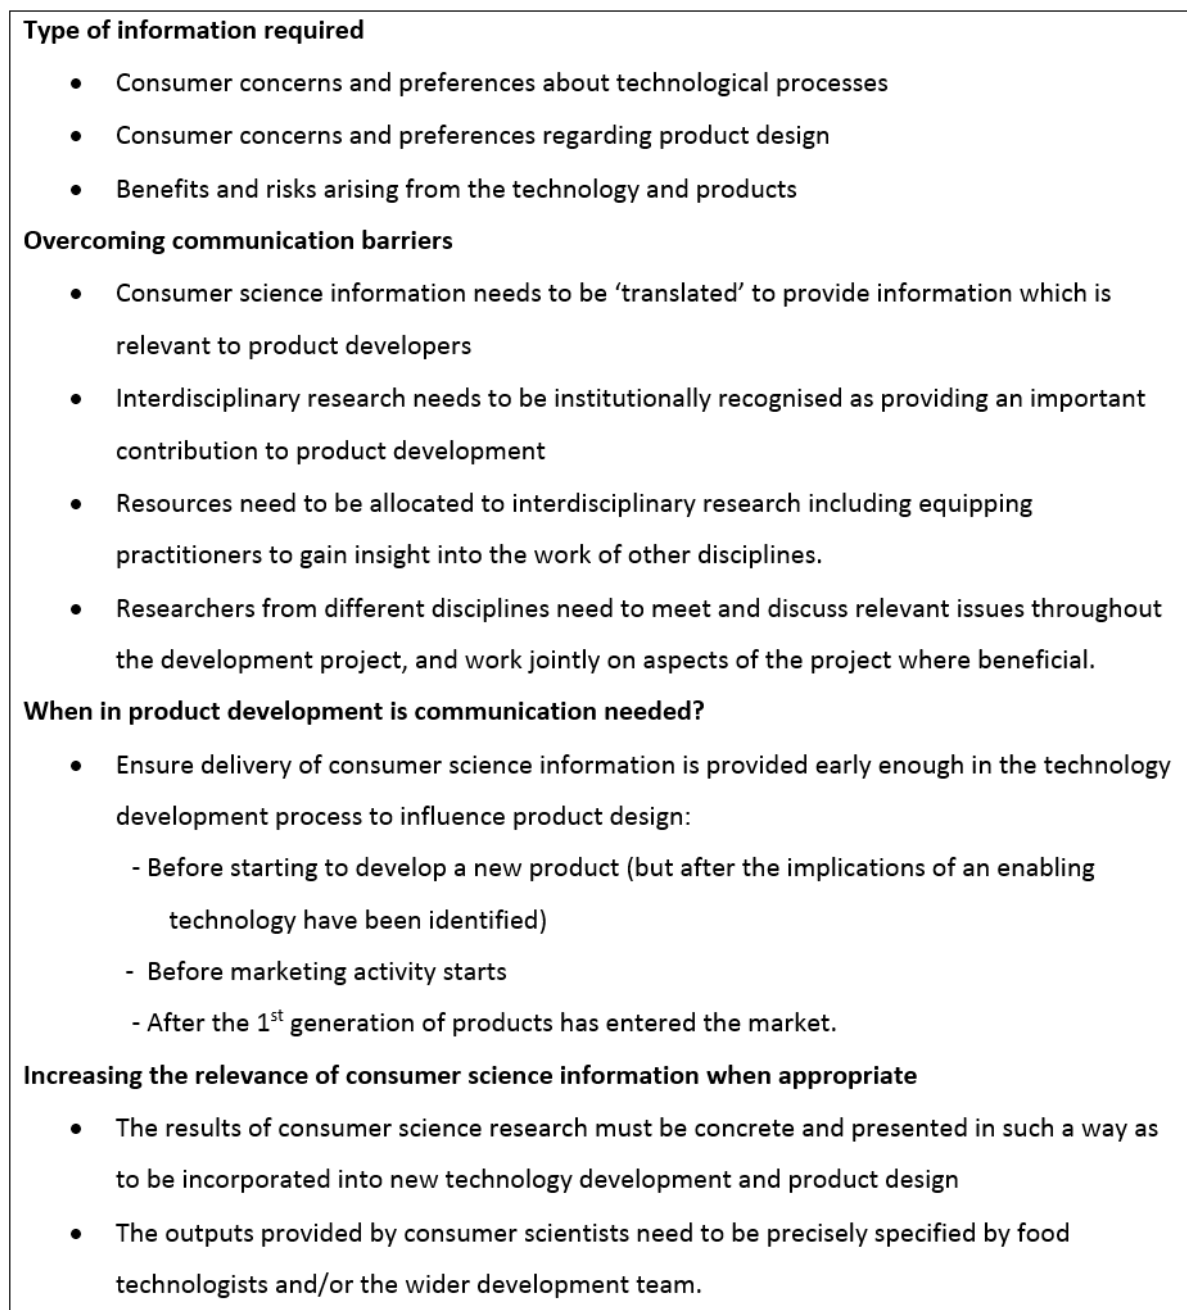 Type of information required
• Consumer concerns and preferences about technological processes
• Consumer concerns and preferences regarding product design
• Benefits and risks arising from the technology and products
Overcoming communication barriers
• Consumer science information needs to be ‘translated’ to provide information which is
relevant to product developers
• Interdisciplinary research needs to be institutionally recognised as providing an important
contribution to product development
• Resources need to be allocated to interdisciplinary research including equipping
practitioners to gain insight into the work of other disciplines.
• Researchers from different disciplines need to meet and discuss relevant issues throughout
the development project, and work jointly on aspects of the project where beneficial.
When in product development is communication needed?
• Ensure delivery of consumer science information is provided early enough in the technology
development process to influence product design:
- Before starting to develop a new product (but after the implications of an enabling
technology have been identified)
- Before marketing activity starts
- After the 1st generation of products has entered the market.
Increasing the relevance of consumer science information when appropriate
• The results of consumer science research must be concrete and presented in such a way as
to be incorporated into new technology development and product design
• The outputs provided by consumer scientists need to be precisely specified by food
technologists and/or the wider development team.